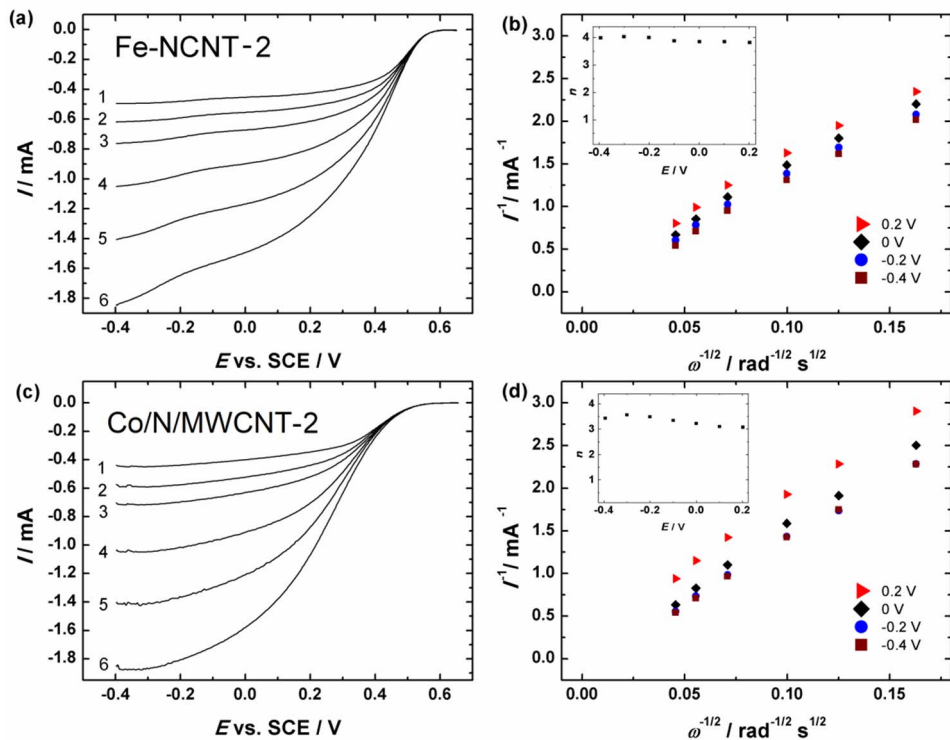 (a)
Fe-NCNT-2
0.0
-0.2
-0.4
-0.6
-0.8
-1.0
-1.2
-1.4
-1.6
-1.8
I / mA
1
2
3
4
5
6
-0.4 -0.2 0.0 0.2 0.4 0.6
E vs. SCE / V
(b)
3.0
2.5
2.0
1.5
1.0
0.5
0.0
I⁻¹/ mA⁻¹
4
3
2
1
n
-0.4 -0.2 0.0 0.2
E / V
0.2 V
0 V
-0.2 V
-0.4 V
0.00 0.05 0.10 0.15
ω⁻¹/² / rad⁻¹/² s¹/²
(c)
Co/N/MWCNT-2
0.0
-0.2
-0.4
-0.6
-0.8
-1.0
-1.2
-1.4
-1.6
-1.8
I / mA
1
2
3
4
5
6
-0.4 -0.2 0.0 0.2 0.4 0.6
E vs. SCE / V
(d)
3.0
2.5
2.0
1.5
1.0
0.5
0.0
I⁻¹/ mA⁻¹
4
3
2
1
n
-0.4 -0.2 0.0 0.2
E / V
0.2 V
0 V
-0.2 V
-0.4 V
0.00 0.05 0.10 0.15
ω⁻¹/² / rad⁻¹/² s¹/²